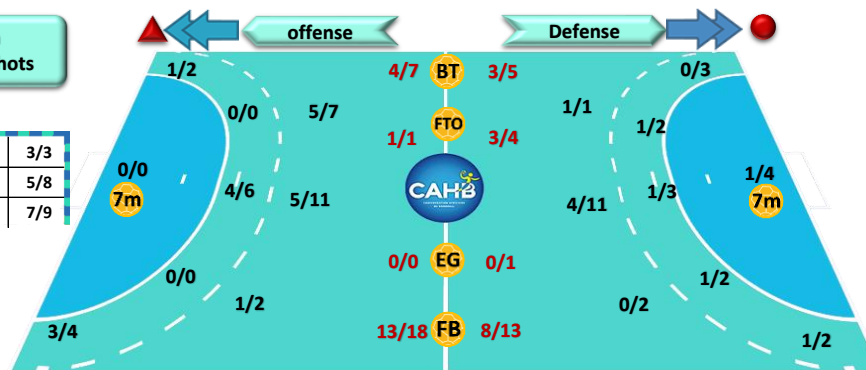 offense
Defense
hots
3/3
5/8
7/9
1/2
4/7 BT 3/5
0/3
0/0
5/7
1/1
FTO
1/1 3/4
1/2
0/0
7m
4/6
5/11
CAHB
4/11
1/3
1/4
7m
0/0
0/0 EG 0/1
1/2
1/2
0/2
3/4
13/18 FB 8/13
1/2